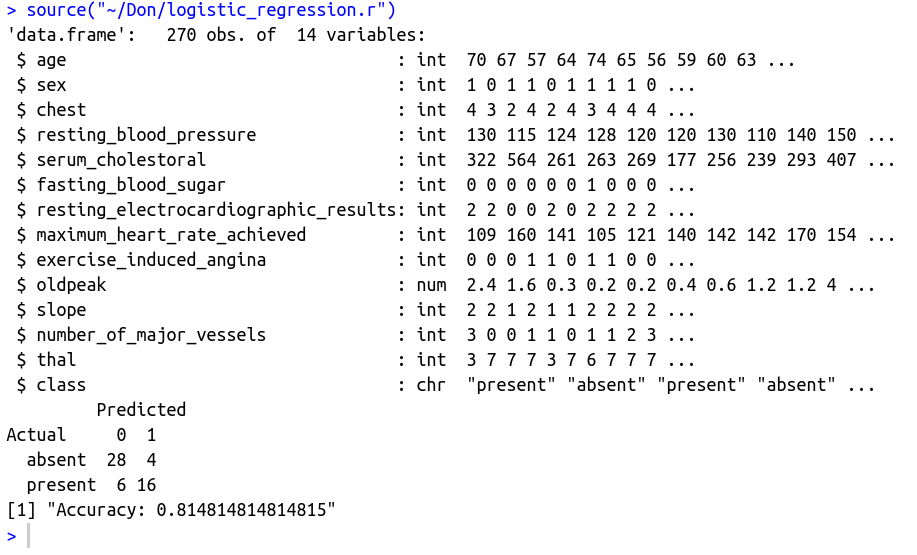 > source("~/Don/logistic_regression.r")
'data.frame':   270 obs. of  14 variables:
 $ age                                 : int  70 67 57 64 74 65 56 59 60 63 ...
 $ sex                                 : int  1 0 1 1 0 1 1 1 1 0 ...
 $ chest                               : int  4 3 2 4 2 4 3 4 4 4 ...
 $ resting_blood_pressure              : int  130 115 124 128 120 120 130 110 140 150 ...
 $ serum_cholestoral                   : int  322 564 261 263 269 177 256 239 293 407 ...
 $ fasting_blood_sugar                 : int  0 0 0 0 0 0 1 0 0 0 ...
 $ resting_electrocardiographic_results: int  2 2 0 0 2 0 2 2 2 2 ...
 $ maximum_heart_rate_achieved         : int  109 160 141 105 121 140 142 142 170 154 ...
 $ exercise_induced_angina             : int  0 0 0 1 1 0 1 1 0 0 ...
 $ oldpeak                             : num  2.4 1.6 0.3 0.2 0.2 0.4 0.6 1.2 1.2 4 ...
 $ slope                               : int  2 2 1 2 1 1 2 2 2 2 ...
 $ number_of_major_vessels             : int  3 0 0 1 1 0 1 1 2 3 ...
 $ thal                                : int  3 7 7 7 3 7 6 7 7 7 ...
 $ class                               : chr  "present" "absent" "present" "absent" ...
         Predicted
Actual     0  1
  absent  28  4
  present  6 16
[1] "Accuracy: 0.814814814814815"
>